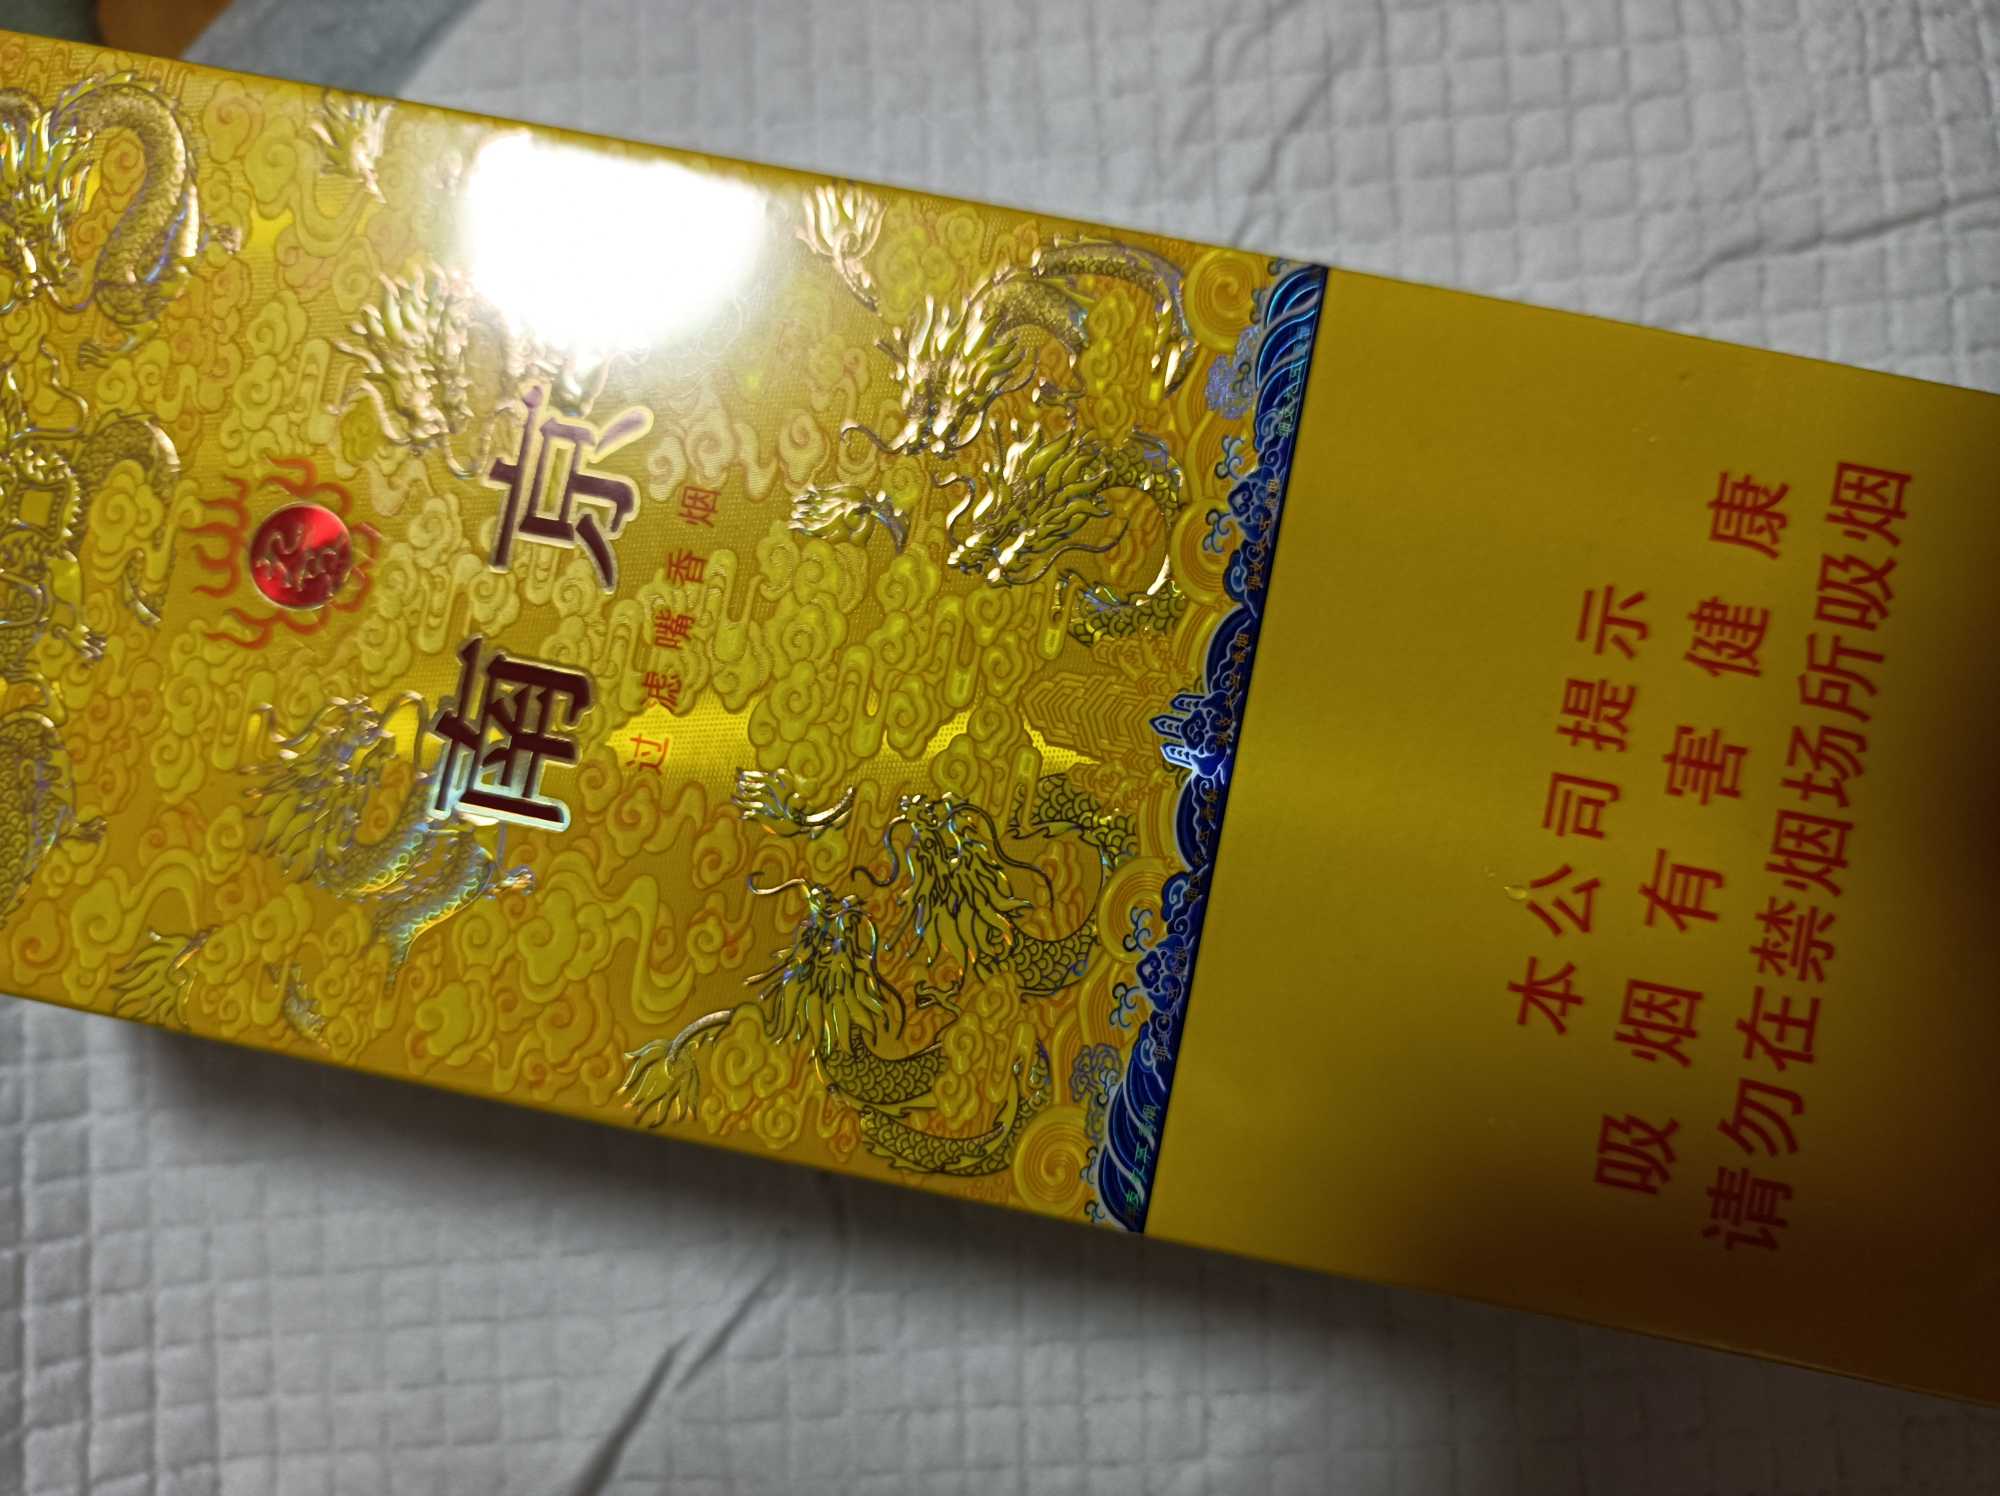 南京
过滤嘴香烟
本公司提示
吸烟有害健康
请勿在禁烟场所吸烟